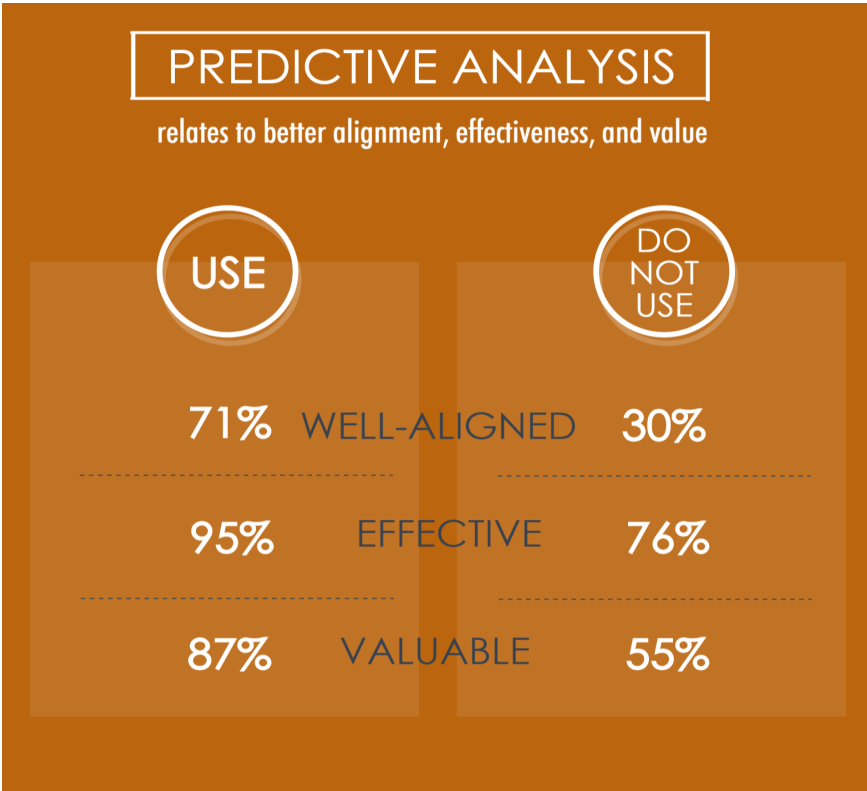 PREDICTIVE ANALYSIS
relates to better alignment, effectiveness, and value
USE
DO
NOT
USE
71% WELL-ALIGNED 30%
95% EFFECTIVE 76%
87% VALUABLE 55%